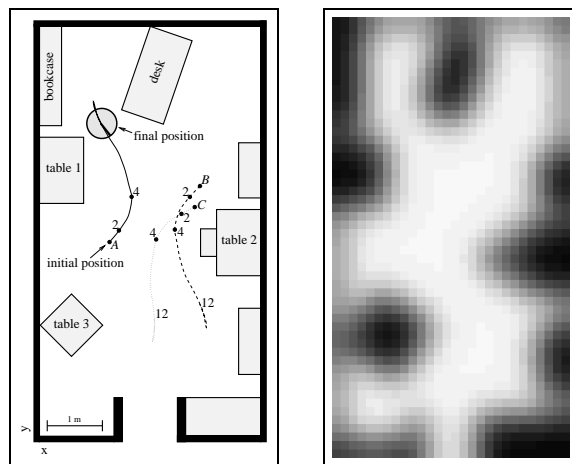 bookcase
desk
final position
table 1
4
2
B
C
2
2
A
4
4
initial position
table 2
12
12
table 3
1 m
y
x